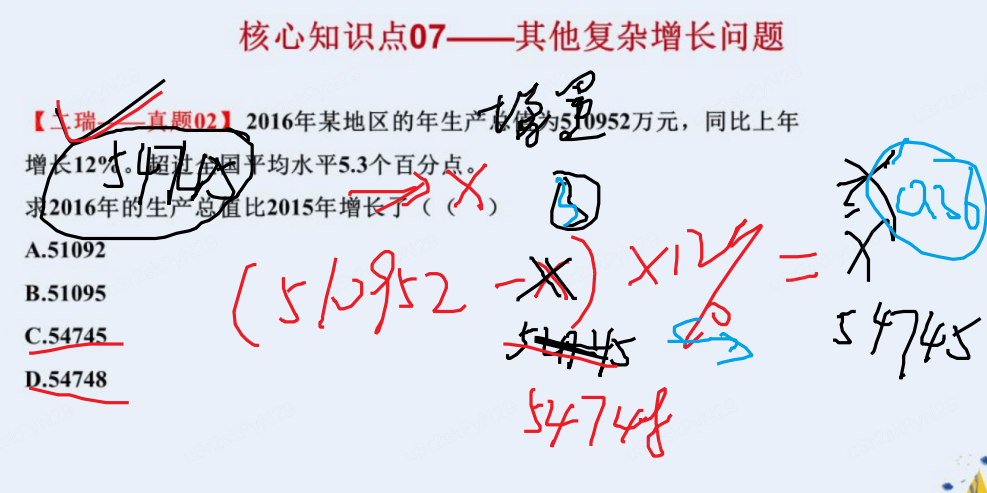 核心知识点07——其他复杂增长问题
增量
【二瑞——真题02】2016年某地区的年生产总值为510952万元，同比上年
增长12%。超过全国平均水平5.3个百分点。
54745
求2016年的生产总值比2015年增长了（（ ）
→X
A.51092
(510952-X)×12%=X
B.51095
54745
54745
C.54745
D.54748
54748